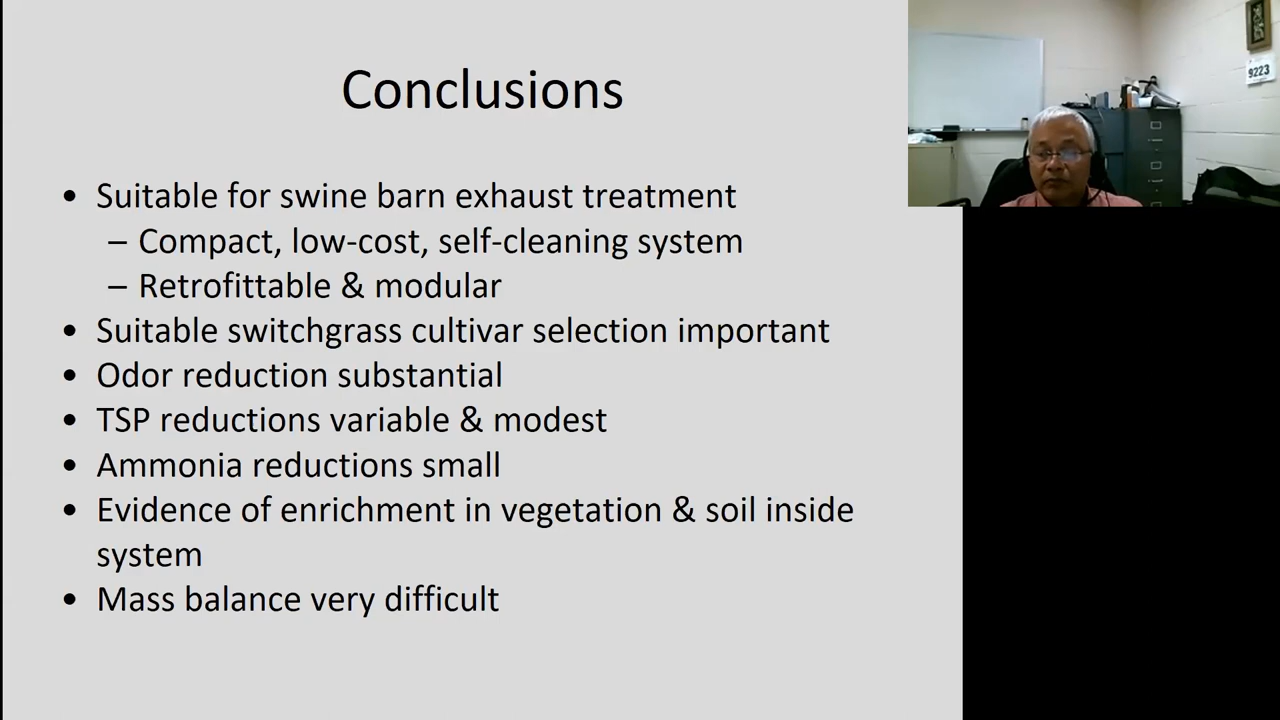 Conclusions
• Suitable for swine barn exhaust treatment
– Compact, low-cost, self-cleaning system
– Retrofittable & modular
• Suitable switchgrass cultivar selection important
• Odor reduction substantial
• TSP reductions variable & modest
• Ammonia reductions small
• Evidence of enrichment in vegetation & soil inside
system
• Mass balance very difficult
9223